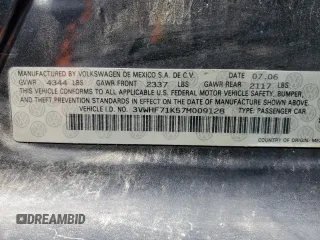 MANUFACTURED BY VOLKSWAGEN DE MEXICO S.A. DE C.V. DATE 07.06
GVWR 4344 LBS GAWR FRONT 2337 LBS GAWR REAR 2117 LBS
THIS VEHICLE CONFORMS TO ALL APPLICABLE U.S. FEDERAL MOTOR VEHICLE SAFETY, BUMPER,
AND THEFT PREVENTION STANDARDS IN EFFECT ON THE DATE OF MANUFACTURE SHOWN ABOVE.
VEHICLE I.D. NO. 3VWHF71K57M009128 TYPE: PASSENGER CAR
COUNTRY OF ORIGIN
DREAMBID